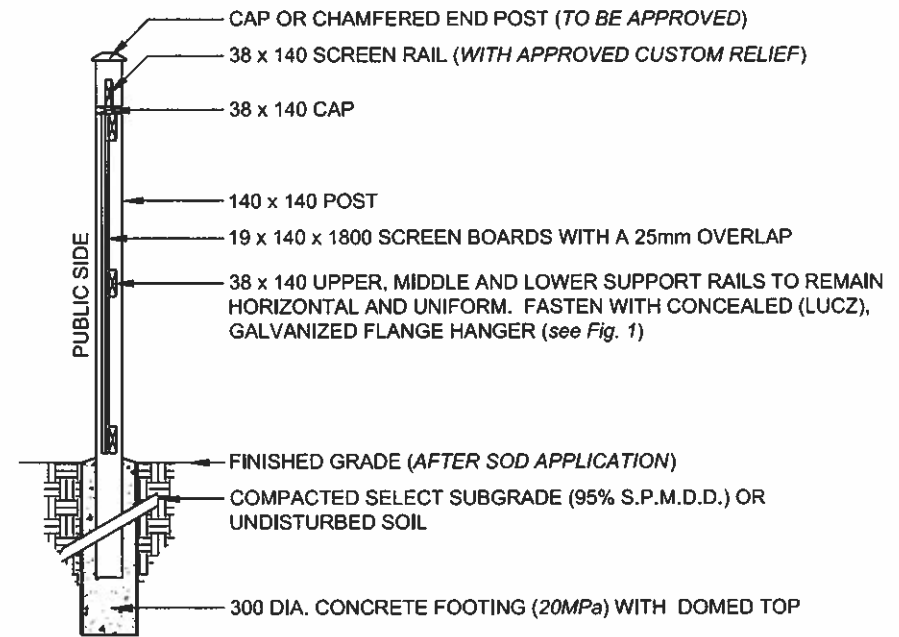 CAP OR CHAMFERED END POST (TO BE APPROVED)
38 x 140 SCREEN RAIL (WITH APPROVED CUSTOM RELIEF)
38 x 140 CAP
140 x 140 POST
19 x 140 x 1800 SCREEN BOARDS WITH A 25mm OVERLAP
PUBLIC SIDE
38 x 140 UPPER, MIDDLE AND LOWER SUPPORT RAILS TO REMAIN
HORIZONTAL AND UNIFORM. FASTEN WITH CONCEALED (LUCZ),
GALVANIZED FLANGE HANGER (see Fig. 1)
FINISHED GRADE (AFTER SOD APPLICATION)
COMPACTED SELECT SUBGRADE (95% S.P.M.D.D.) OR
UNDISTURBED SOIL
300 DIA. CONCRETE FOOTING (20MPa) WITH DOMED TOP